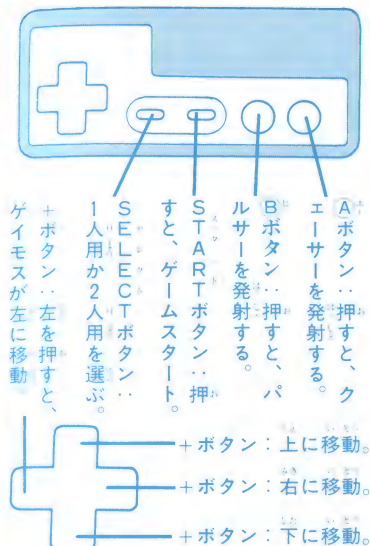 Ⓐボタン：押すと、ク
ェーサーを発射する。
Ⓑボタン：押すと、パ
ルサーを発射する。
STARTボタン：押
すと、ゲームスタート。
SELECTボタン：
1人用か2人用を選ぶ。
＋ボタン：左を押すと、
ゲイモスが左に移動
＋ボタン：上に移動。
＋ボタン：右に移動。
＋ボタン：下に移動。